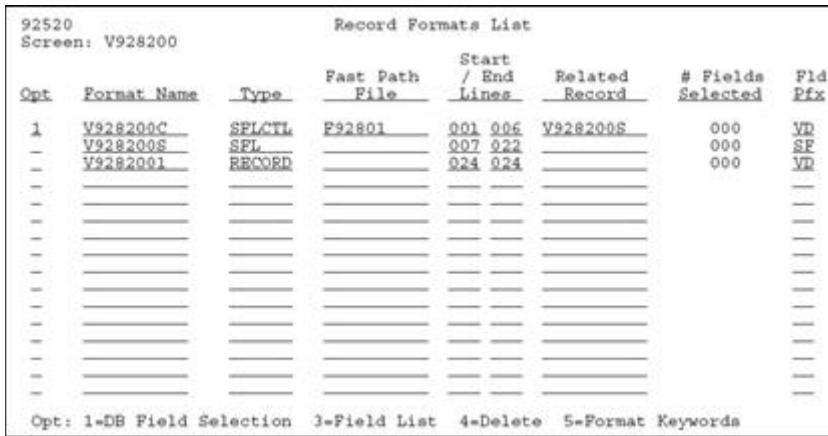 92520 Record Formats List
Screen: V928200
Start
Fast Path / End Related # Fields Fld
Opt Format Name Type File Lines Record Selected Pfx
1 V928200C SFLCTL F92801 001 006 V928200S 000 VD
V928200S SFL 007 022 000 SF
V9282001 RECORD 024 024 000 VD
Opt: 1=DB Field Selection 3=Field List 4=Delete 5=Format Keywords